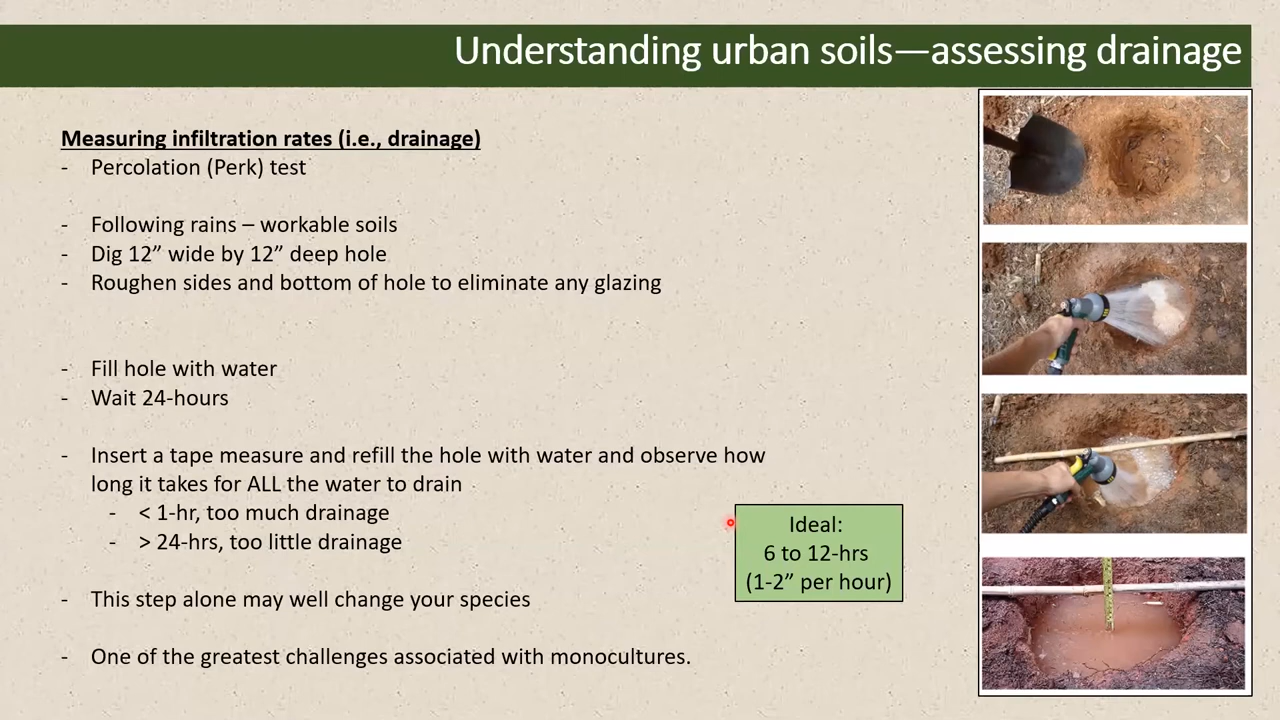 Understanding urban soils—assessing drainage
Measuring infiltration rates (i.e., drainage)
- Percolation (Perk) test
- Following rains – workable soils
- Dig 12” wide by 12” deep hole
- Roughen sides and bottom of hole to eliminate any glazing
- Fill hole with water
- Wait 24-hours
- Insert a tape measure and refill the hole with water and observe how
long it takes for ALL the water to drain
- < 1-hr, too much drainage
- > 24-hrs, too little drainage
Ideal:
6 to 12-hrs
(1-2” per hour)
- This step alone may well change your species
- One of the greatest challenges associated with monocultures.